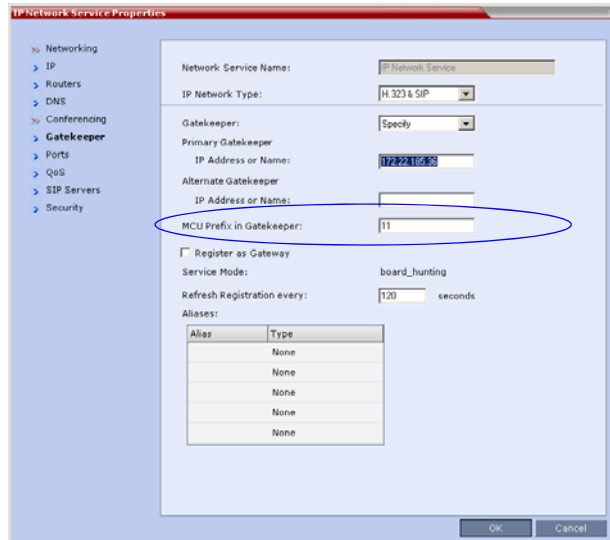 IP Network Service Properties
Networking
IP
Routers
DNS
Conferencing
Gatekeeper
Ports
QoS
SIP Servers
Security
Network Service Name: IP Network Service
IP Network Type: H.323 & SIP
Gatekeeper: Specify
Primary Gatekeeper
IP Address or Name: 172.22.185.36
Alternate Gatekeeper
IP Address or Name:
MCU Prefix in Gatekeeper: 11
Register as Gateway
Service Mode: board_hunting
Refresh Registration every: 120 seconds
Aliases:
Alias Type
None
None
None
None
None
OK Cancel